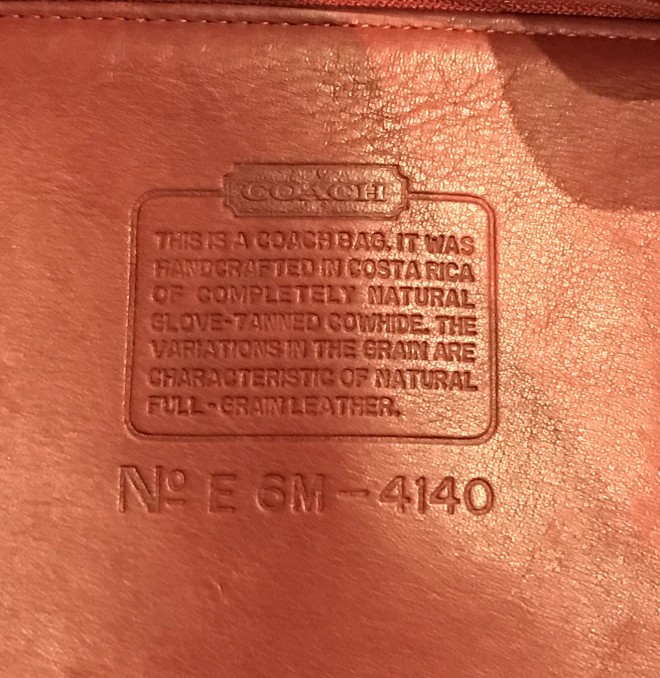 COACH
THIS IS A COACH BAG. IT WAS
HANDCRAFTED IN COSTA RICA
OF COMPLETELY NATURAL
GLOVE-TANNED COWHIDE. THE
VARIATIONS IN THE GRAIN ARE
CHARACTERISTIC OF NATURAL
FULL-GRAIN LEATHER.
Nº E 6M-4140